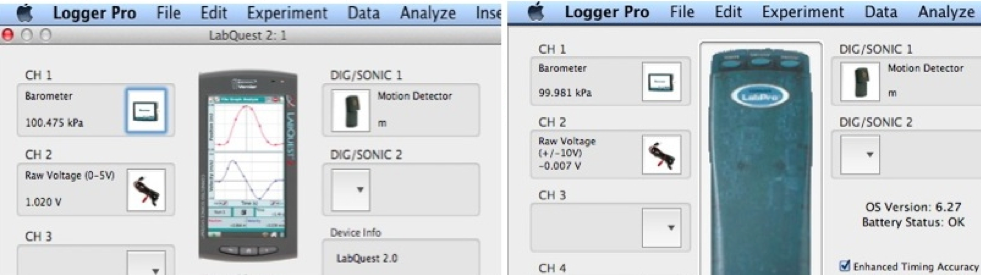 Logger Pro File Edit Experiment Data Analyze Inse
LabQuest 2: 1
CH 1
Barometer
100.475 kPa
CH 2
Raw Voltage (0-5V)
1.020 V
CH 3
LABQUEST
DIG/SONIC 1
Motion Detector
m
DIG/SONIC 2
Device Info
LabQuest 2.0
Logger Pro File Edit Experiment Data Analyze
CH 1
Barometer
99.981 kPa
CH 2
Raw Voltage
(+/-10V)
-0.007 V
CH 3
CH 4
LabPro
DIG/SONIC 1
Motion Detector
m
DIG/SONIC 2
OS Version: 6.27
Battery Status: OK
Enhanced Timing Accuracy